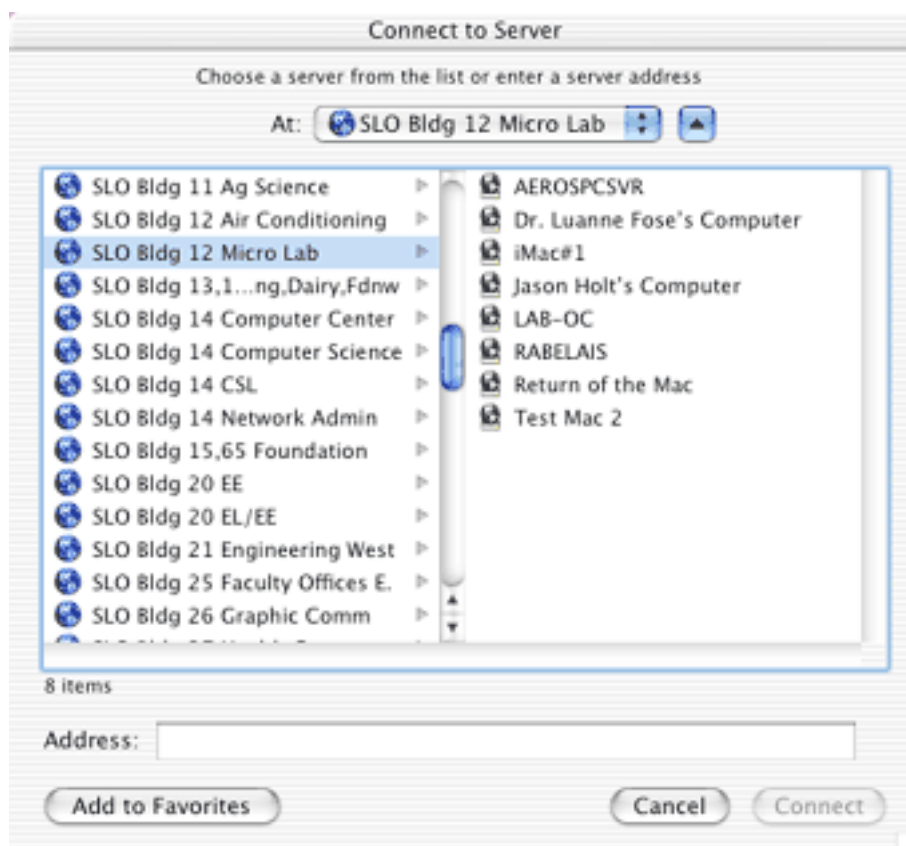 Connect to Server
Choose a server from the list or enter a server address
At: SLO Bldg 12 Micro Lab
SLO Bldg 11 Ag Science
SLO Bldg 12 Air Conditioning
SLO Bldg 12 Micro Lab
SLO Bldg 13,1...ng,Dairy,Fdnw
SLO Bldg 14 Computer Center
SLO Bldg 14 Computer Science
SLO Bldg 14 CSL
SLO Bldg 14 Network Admin
SLO Bldg 15,65 Foundation
SLO Bldg 20 EE
SLO Bldg 20 EL/EE
SLO Bldg 21 Engineering West
SLO Bldg 25 Faculty Offices E.
SLO Bldg 26 Graphic Comm
AEROSPCSVR
Dr. Luanne Fose's Computer
iMac#1
Jason Holt's Computer
LAB-OC
RABELAIS
Return of the Mac
Test Mac 2
8 items
Address:
Add to Favorites
Cancel
Connect